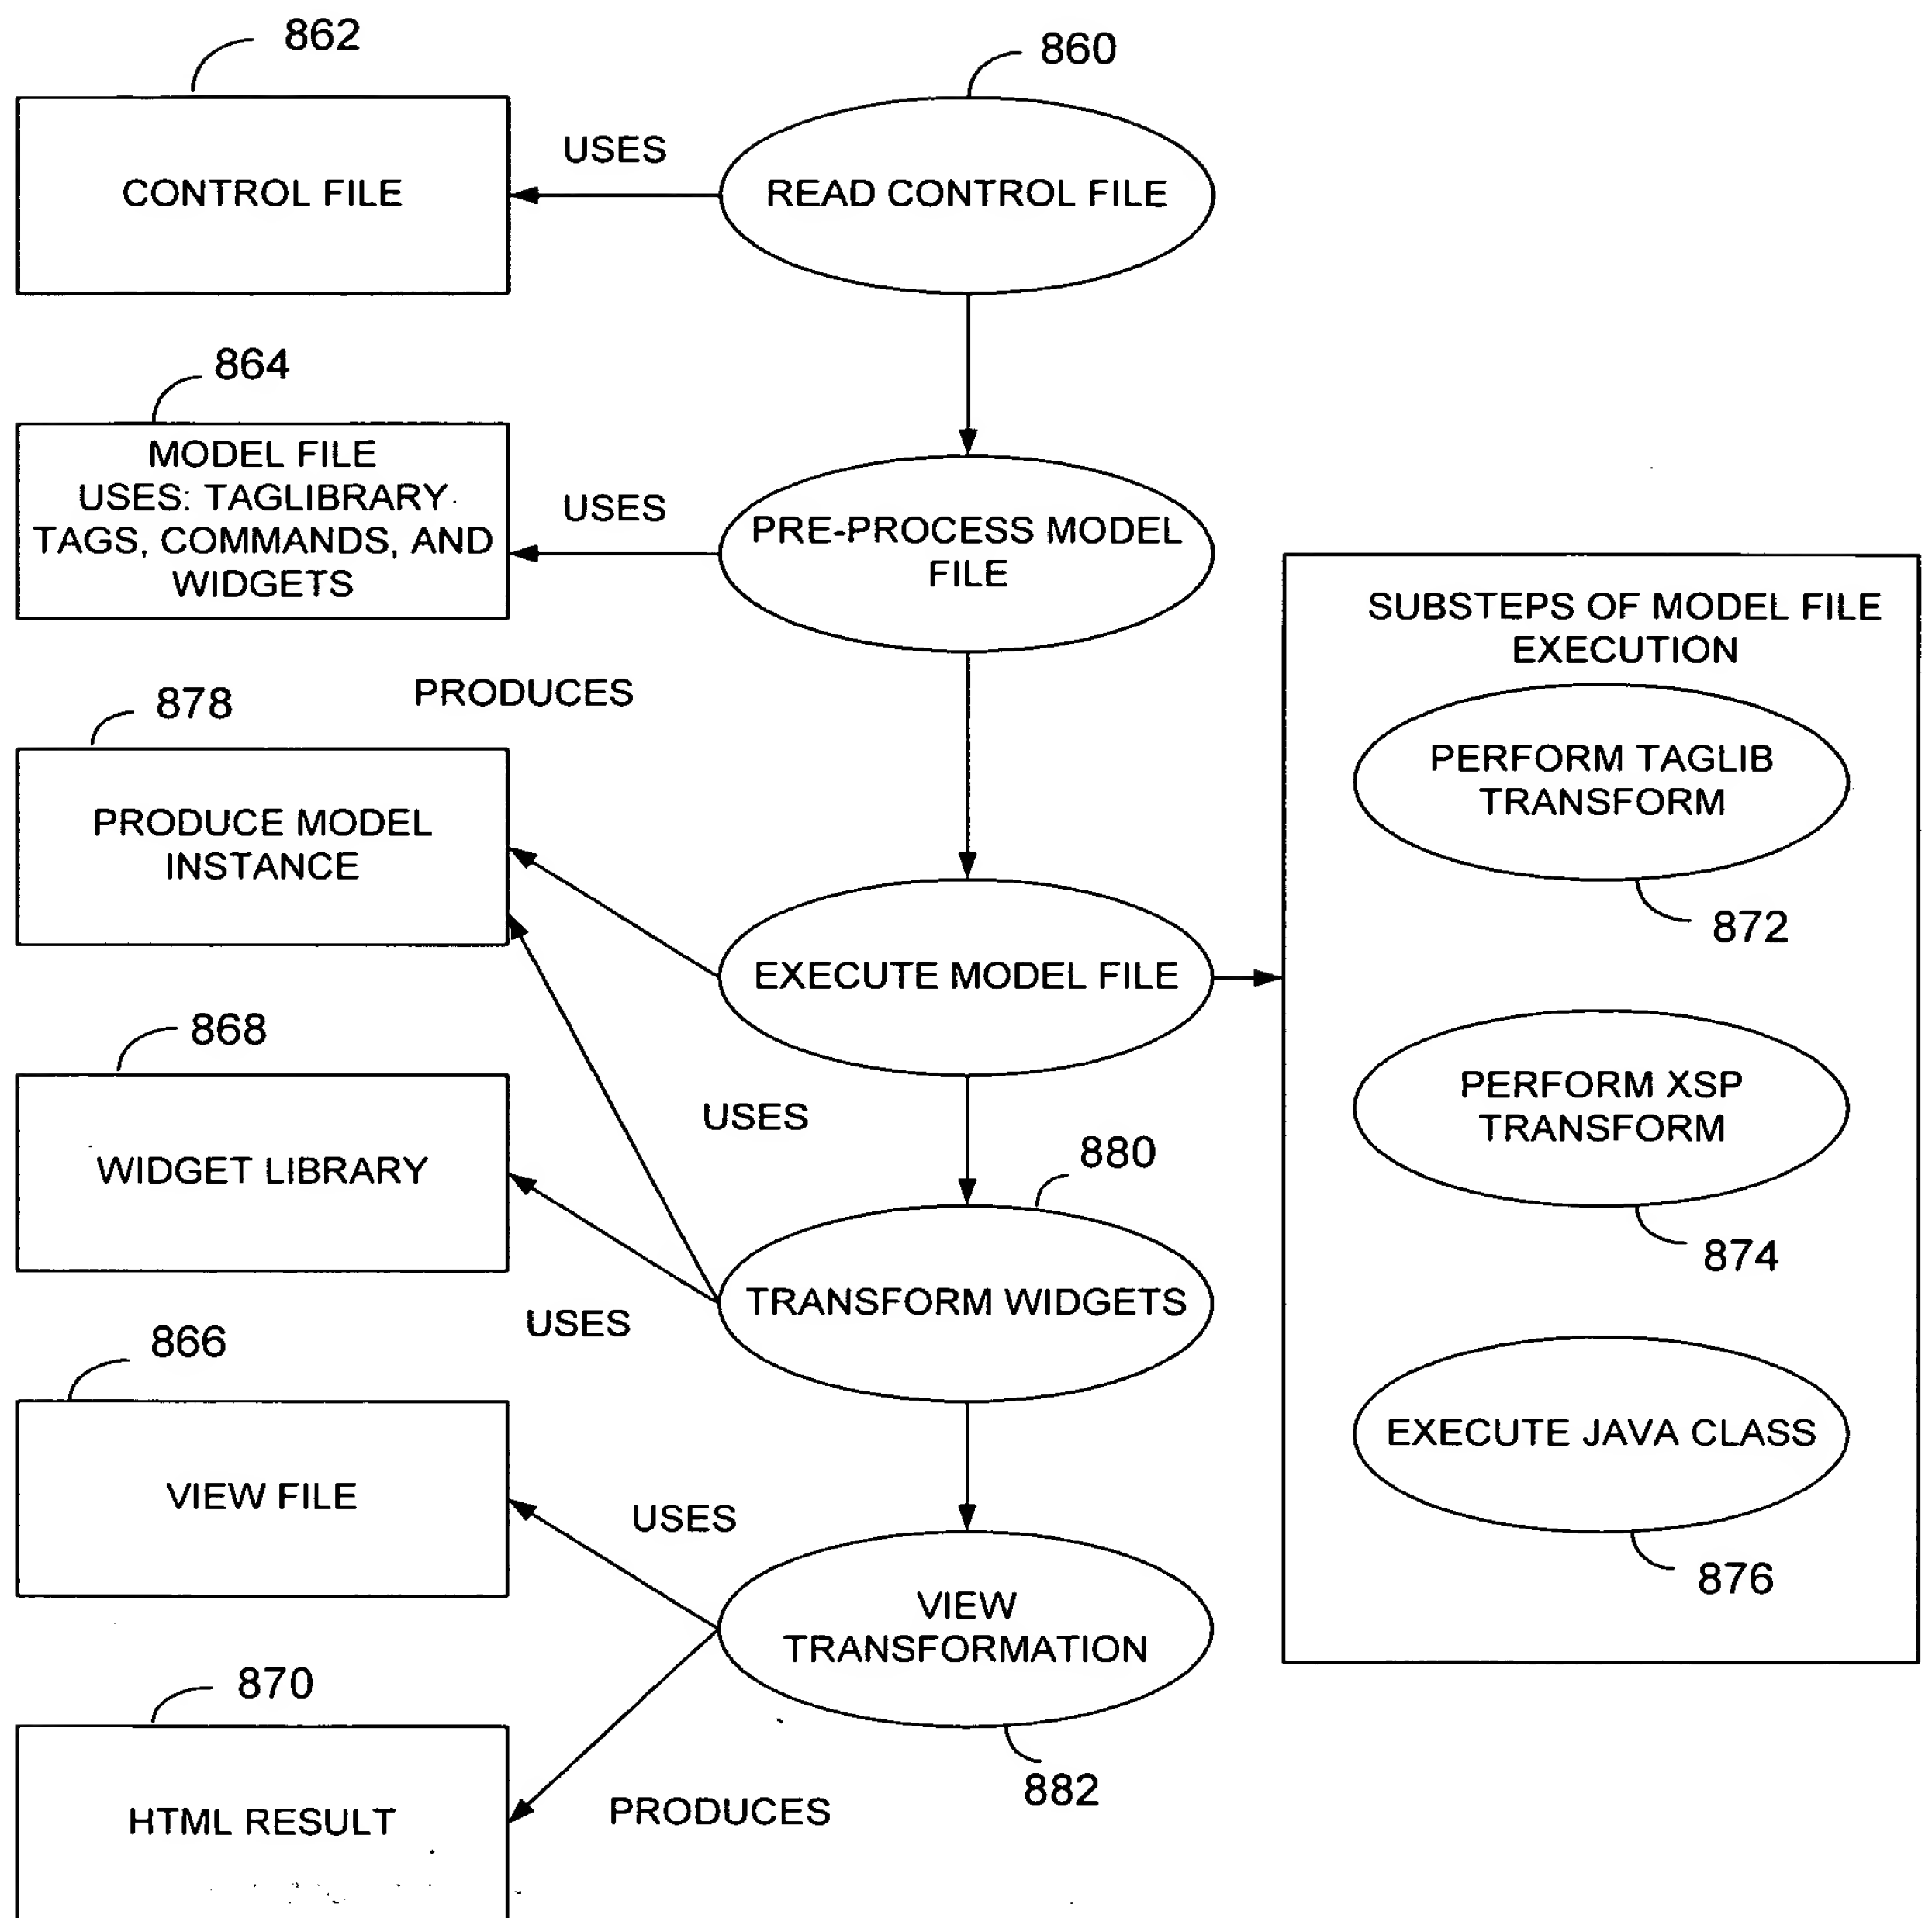 862
860
USES
CONTROL FILE
READ CONTROL FILE
864
MODEL FILE
USES: TAGLIBRARY
TAGS, COMMANDS, AND
WIDGETS
USES
PRE-PROCESS MODEL
FILE
SUBSTEPS OF MODEL FILE
EXECUTION
878
PRODUCES
PERFORM TAGLIB
TRANSFORM
872
PRODUCE MODEL
INSTANCE
EXECUTE MODEL FILE
868
USES
880
PERFORM XSP
TRANSFORM
874
WIDGET LIBRARY
TRANSFORM WIDGETS
USES
866
EXECUTE JAVA CLASS
876
VIEW FILE
USES
VIEW
TRANSFORMATION
882
870
HTML RESULT
PRODUCES